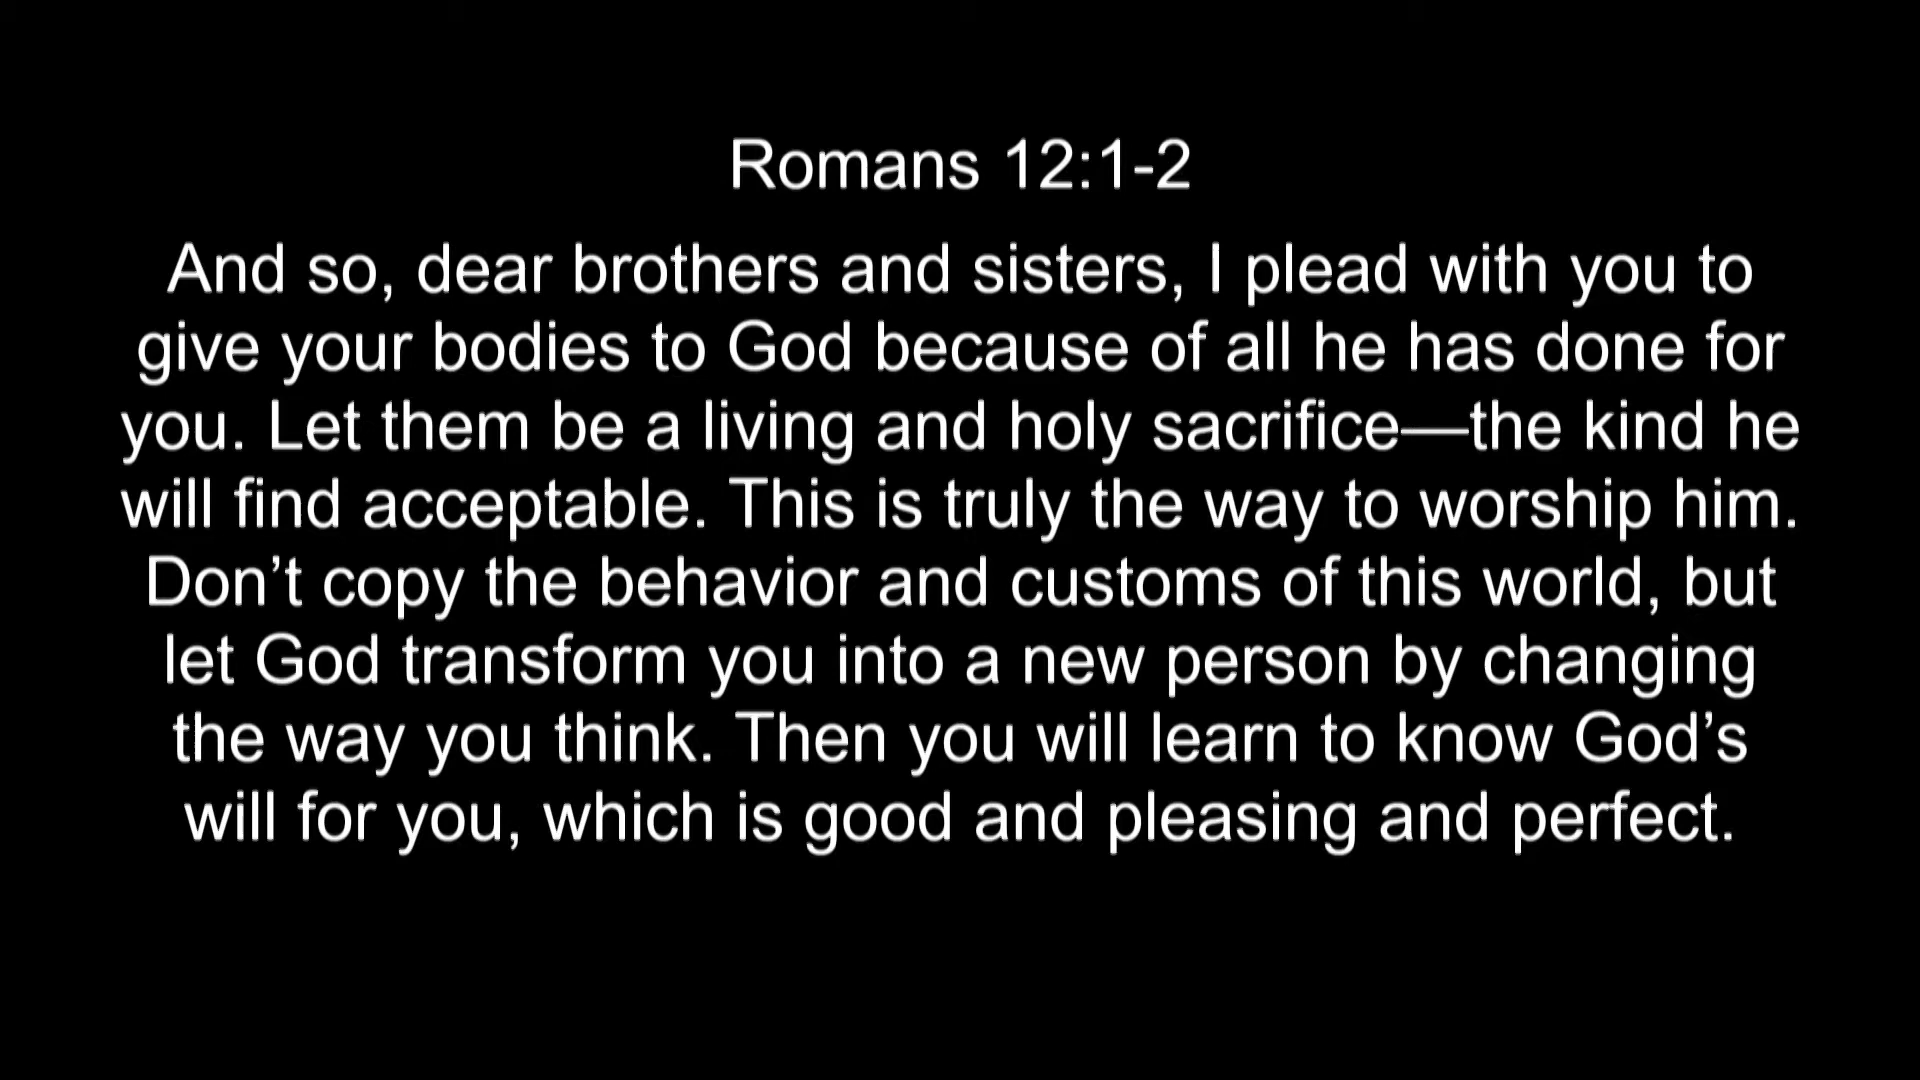 Romans 12:1-2
And so, dear brothers and sisters, I plead with you to
give your bodies to God because of all he has done for
you. Let them be a living and holy sacrifice—the kind he
will find acceptable. This is truly the way to worship him.
Don’t copy the behavior and customs of this world, but
let God transform you into a new person by changing
the way you think. Then you will learn to know God’s
will for you, which is good and pleasing and perfect.